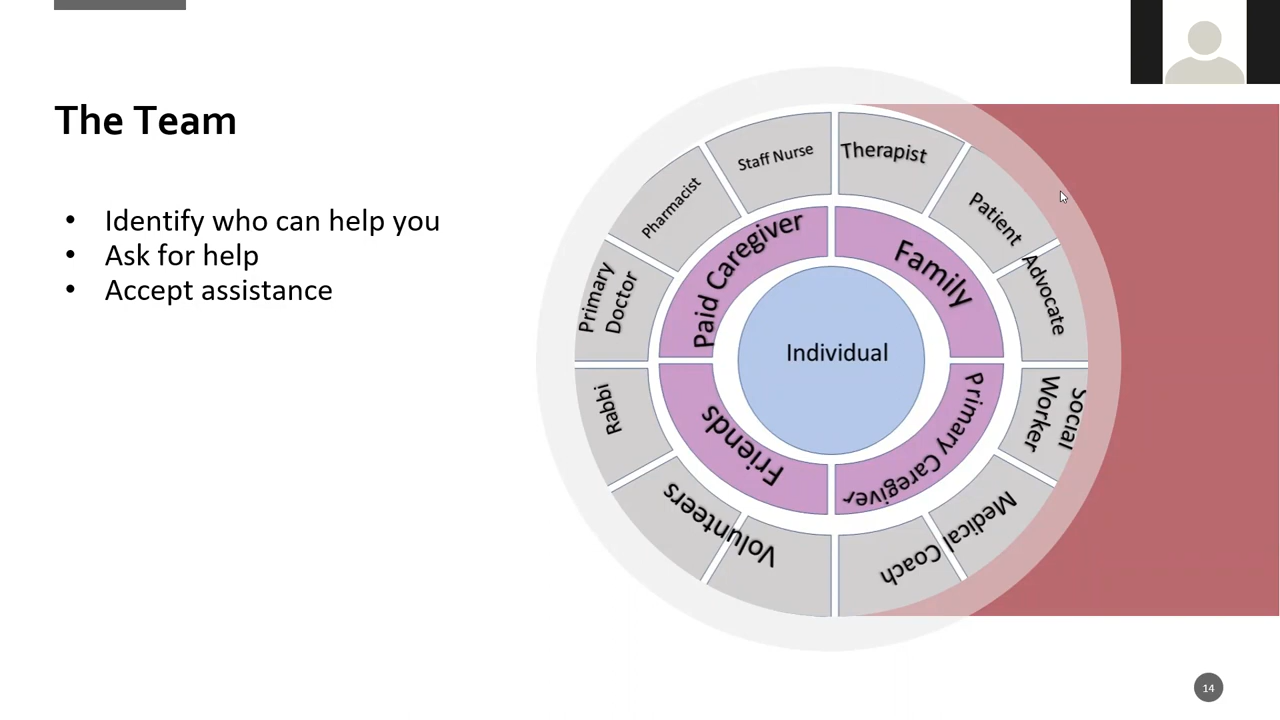 The Team
• Identify who can help you
• Ask for help
• Accept assistance
Individual
Family
Primary Caregiver
Friends
Paid Caregiver
Therapist
Patient
Advocate
Social
Worker
Medical Coach
Volunteers
Rabbi
Primary
Doctor
Pharmacist
Staff Nurse
14